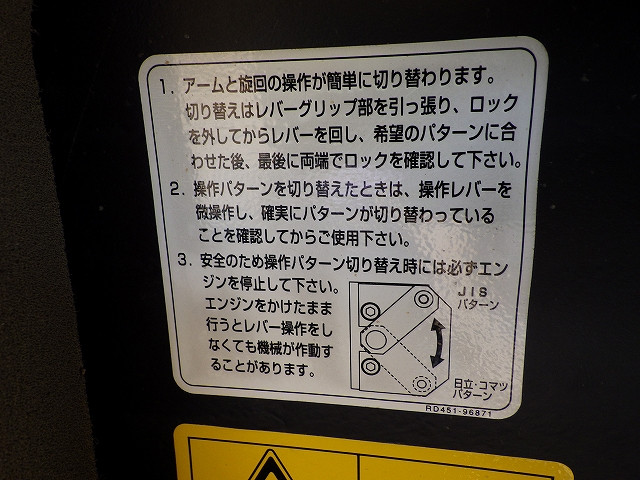 1. アームと旋回の操作が簡単に切り替わります。
切り替えはレバーグリップ部を引っ張り、ロック
を外してからレバーを回し、希望のパターンに合
わせた後、最後に両端でロックを確認して下さい。
2. 操作パターンを切り替えたときは、操作レバーを
微操作し、確実にパターンが切り替わっている
ことを確認してからご使用下さい。
3. 安全のため操作パターン切り替え時には必ずエン
ジンを停止して下さい。
エンジンをかけたまま
行うとレバー操作をし
なくても機械が作動す
ることがあります。
JIS
パターン
日立・コマツ
パターン
RD451-96871